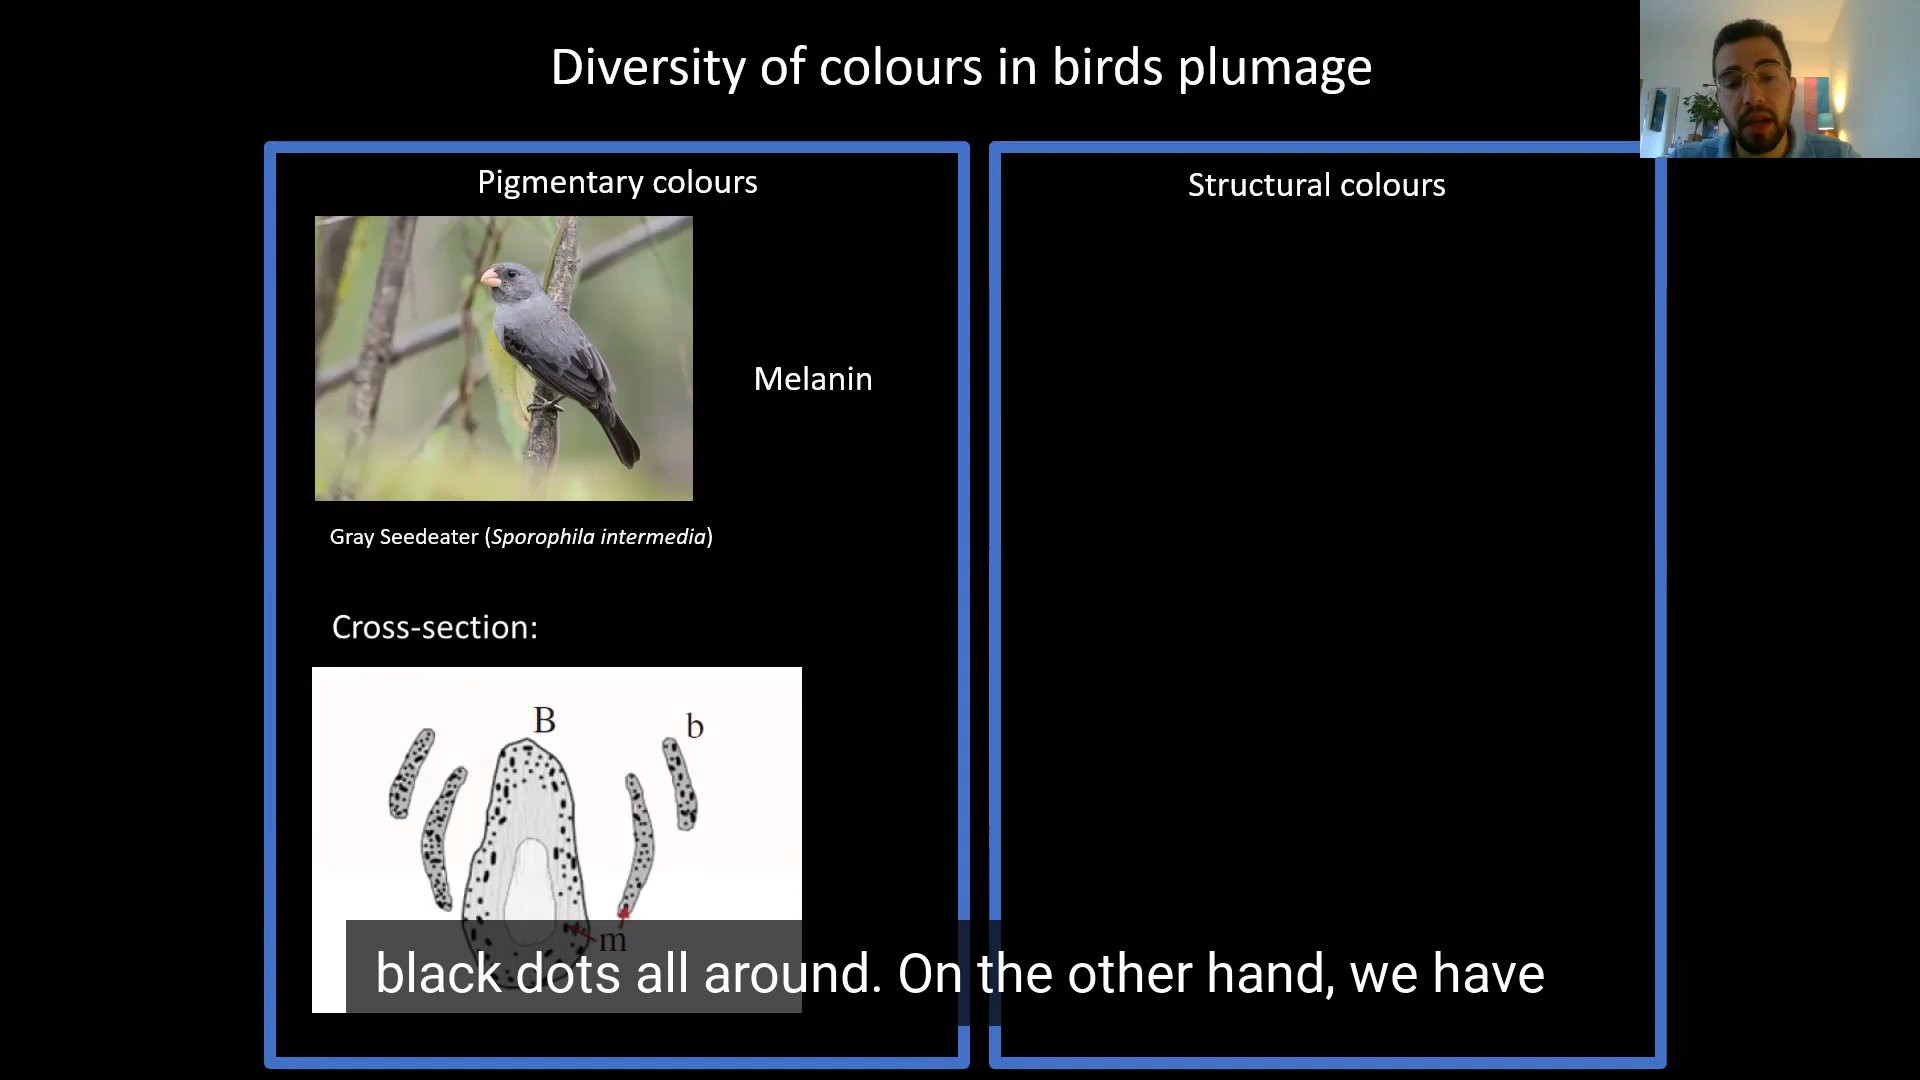 Diversity of colours in birds plumage
Pigmentary colours
Melanin
Gray Seedeater (Sporophila intermedia)
Cross-section:
B
b
m
Structural colours
black dots all around. On the other hand, we have